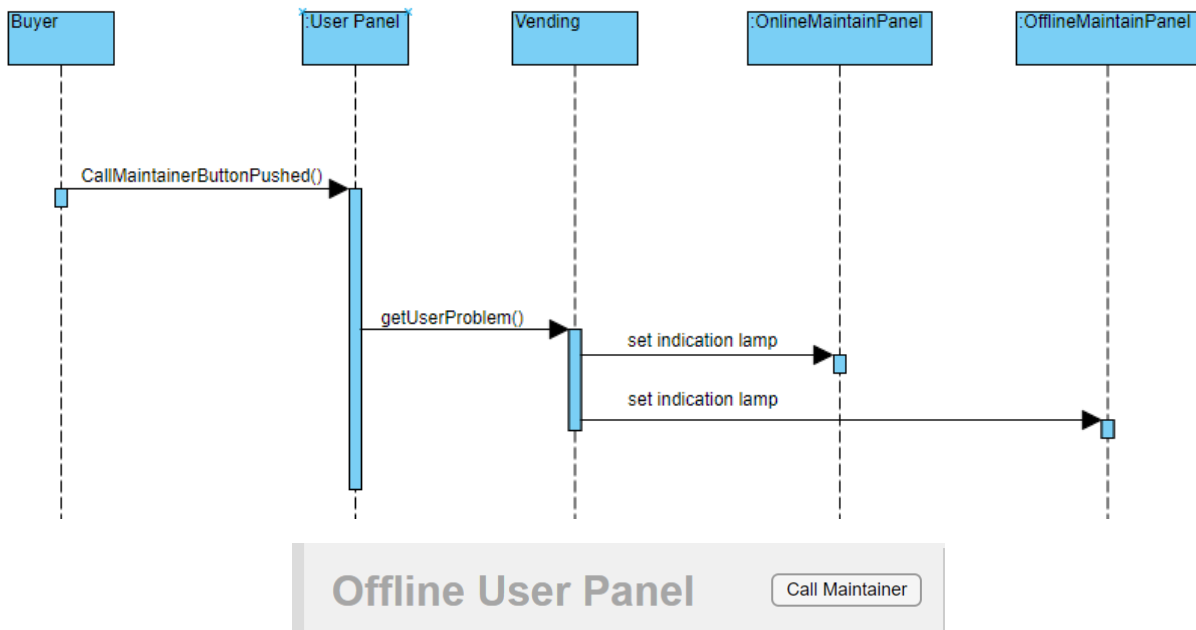 Buyer
:User Panel
Vending
:OnlineMaintainPanel
:OfflineMaintainPanel
CallMaintainerButtonPushed()
getUserProblem()
set indication lamp
set indication lamp
Offline User Panel
Call Maintainer